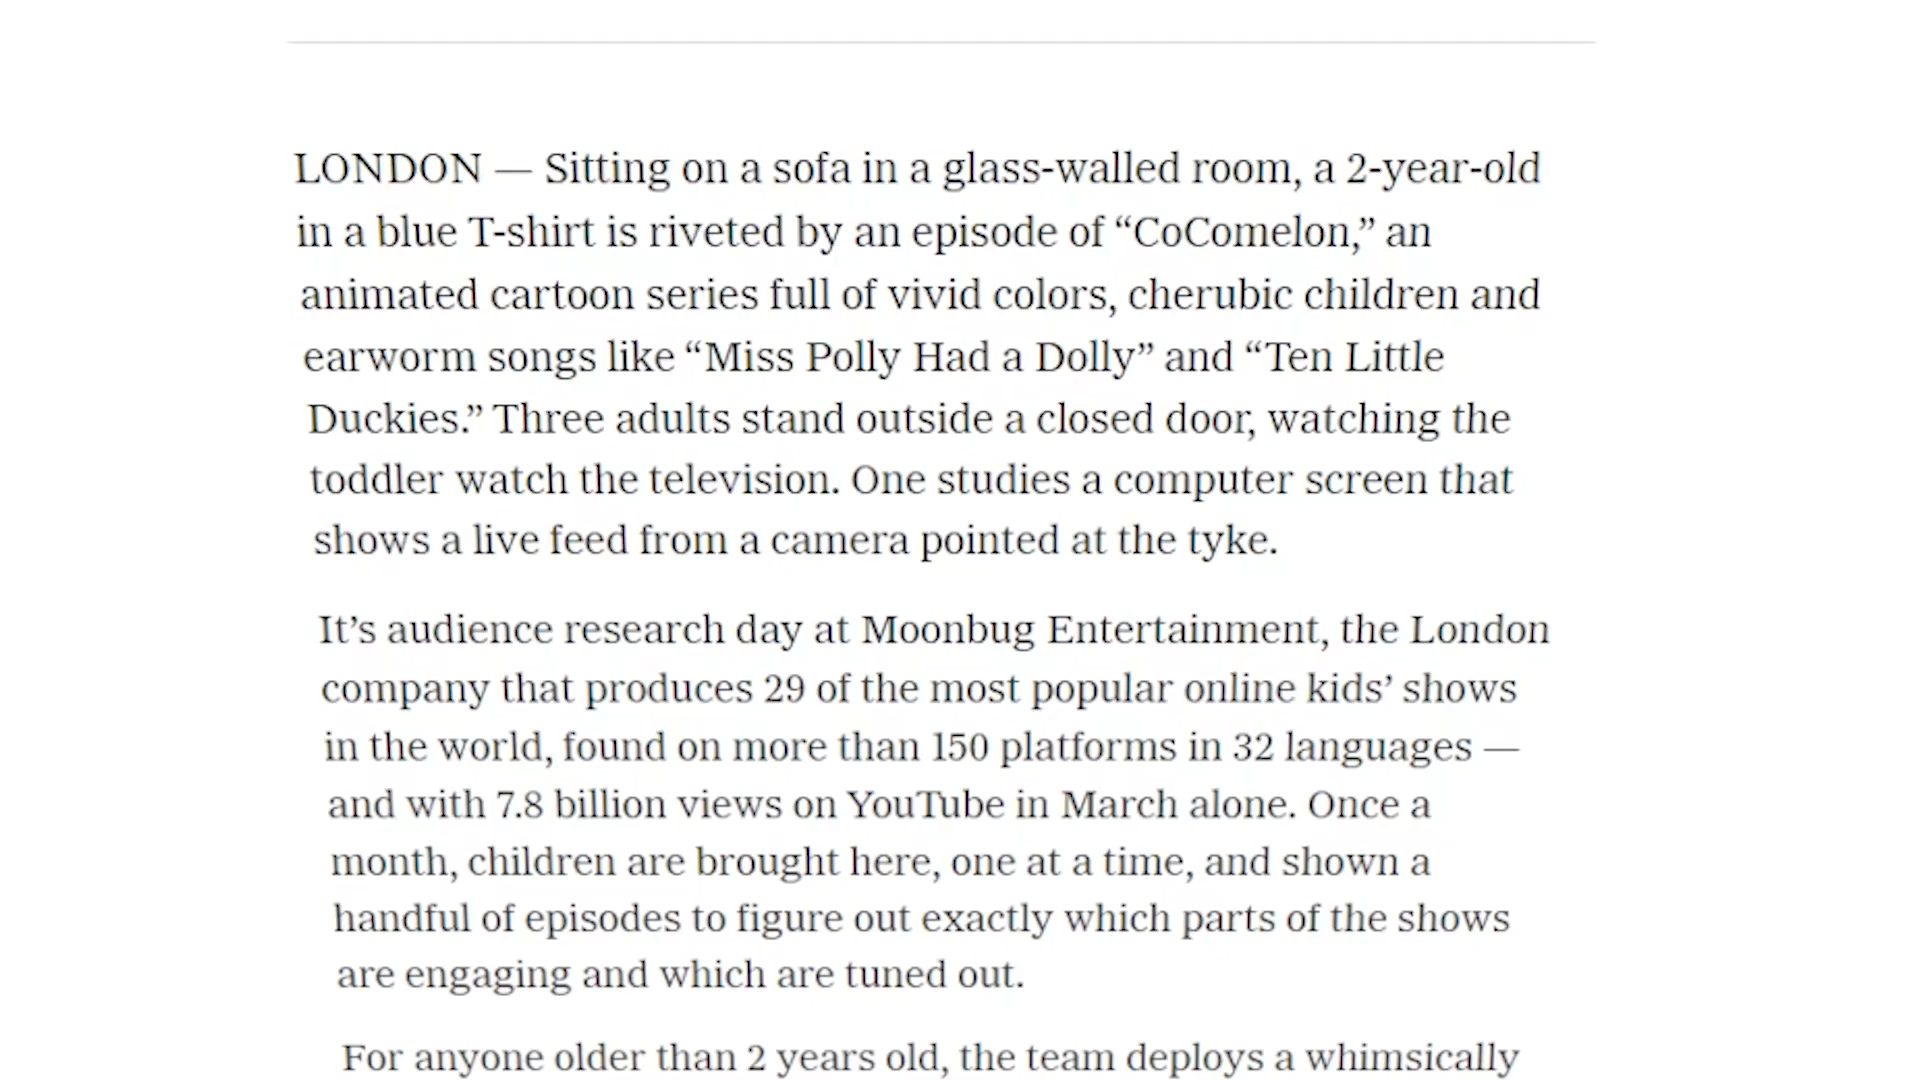 LONDON — Sitting on a sofa in a glass-walled room, a 2-year-old
in a blue T-shirt is riveted by an episode of “CoComelon,” an
animated cartoon series full of vivid colors, cherubic children and
earworm songs like “Miss Polly Had a Dolly” and “Ten Little
Duckies.” Three adults stand outside a closed door, watching the
toddler watch the television. One studies a computer screen that
shows a live feed from a camera pointed at the tyke.
It’s audience research day at Moonbug Entertainment, the London
company that produces 29 of the most popular online kids’ shows
in the world, found on more than 150 platforms in 32 languages —
and with 7.8 billion views on YouTube in March alone. Once a
month, children are brought here, one at a time, and shown a
handful of episodes to figure out exactly which parts of the shows
are engaging and which are tuned out.
For anyone older than 2 years old, the team deploys a whimsically